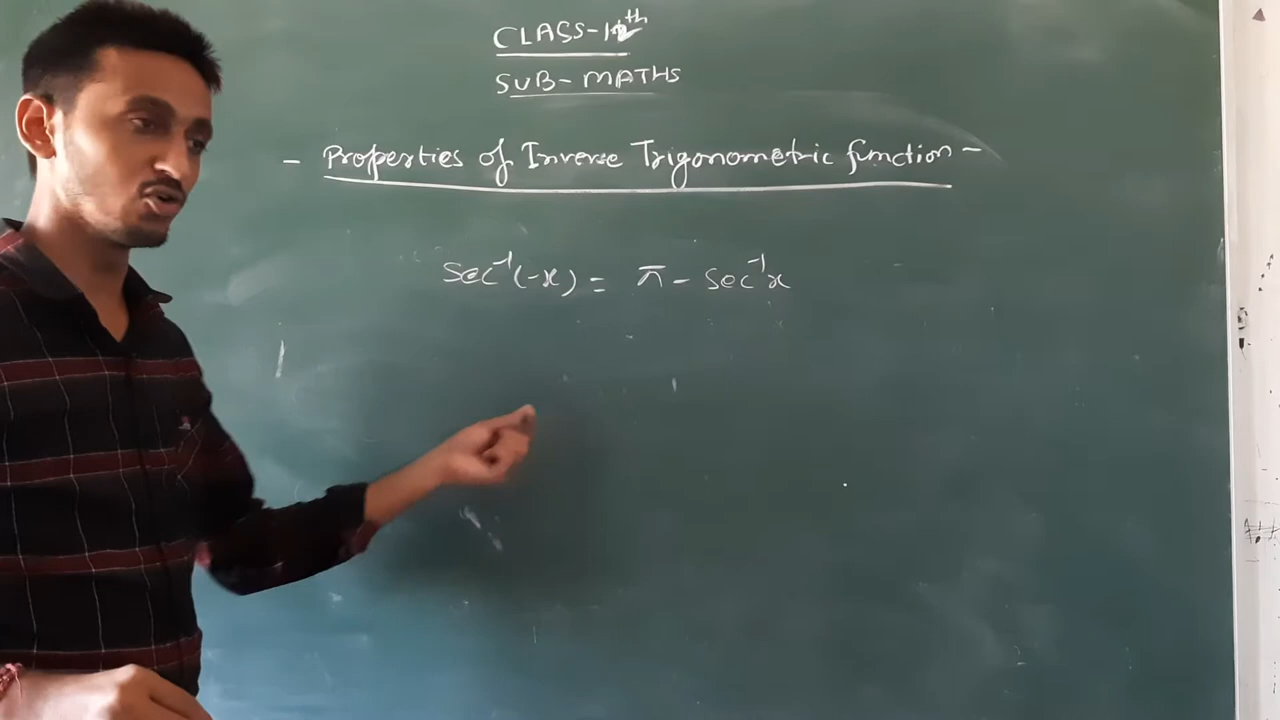 CLASS-12th
SUB-MATHS
- Properties of Inverse Trigonometric function -
Sec⁻¹(-x) = π - Sec⁻¹x